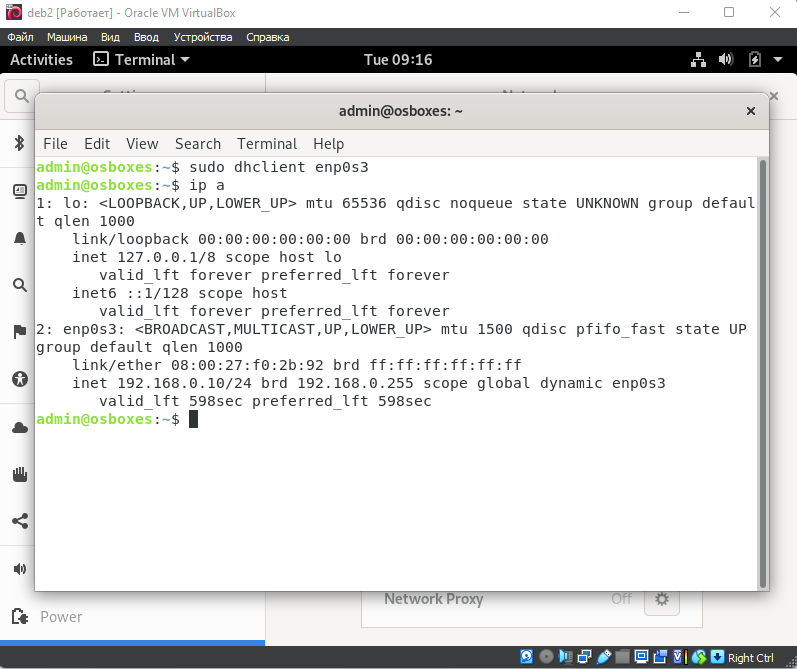 deb2 [Работает] - Oracle VM VirtualBox
Файл Машина Вид Ввод Устройства Справка
Activities Terminal Tue 09:16
admin@osboxes: ~
File Edit View Search Terminal Help
admin@osboxes:~$ sudo dhclient enp0s3
admin@osboxes:~$ ip a
1: lo: <LOOPBACK,UP,LOWER_UP> mtu 65536 qdisc noqueue state UNKNOWN group defaul
t qlen 1000
    link/loopback 00:00:00:00:00:00 brd 00:00:00:00:00:00
    inet 127.0.0.1/8 scope host lo
       valid_lft forever preferred_lft forever
    inet6 ::1/128 scope host
       valid_lft forever preferred_lft forever
2: enp0s3: <BROADCAST,MULTICAST,UP,LOWER_UP> mtu 1500 qdisc pfifo_fast state UP
group default qlen 1000
    link/ether 08:00:27:f0:2b:92 brd ff:ff:ff:ff:ff:ff
    inet 192.168.0.10/24 brd 192.168.0.255 scope global dynamic enp0s3
       valid_lft 598sec preferred_lft 598sec
admin@osboxes:~$
Network Proxy Off
Power
Right Ctrl